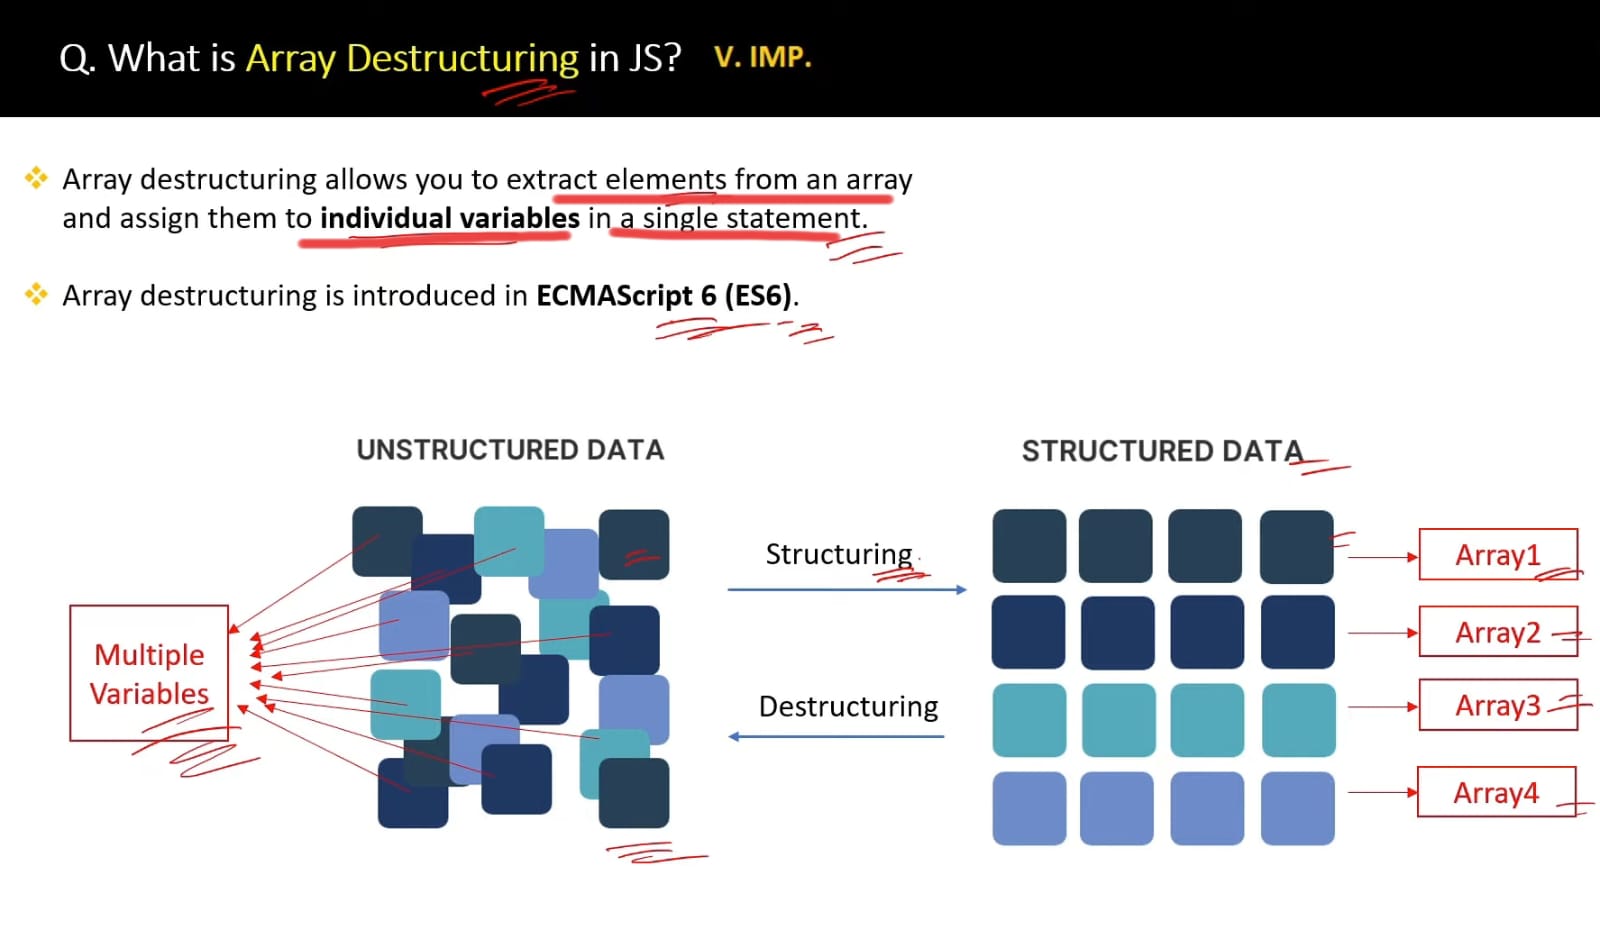 Q. What is Array Destructuring in JS? V. IMP.
Array destructuring allows you to extract elements from an array
and assign them to individual variables in a single statement.
Array destructuring is introduced in ECMAScript 6 (ES6).
UNSTRUCTURED DATA
STRUCTURED DATA
Multiple
Variables
Structuring
Destructuring
Array1
Array2
Array3
Array4